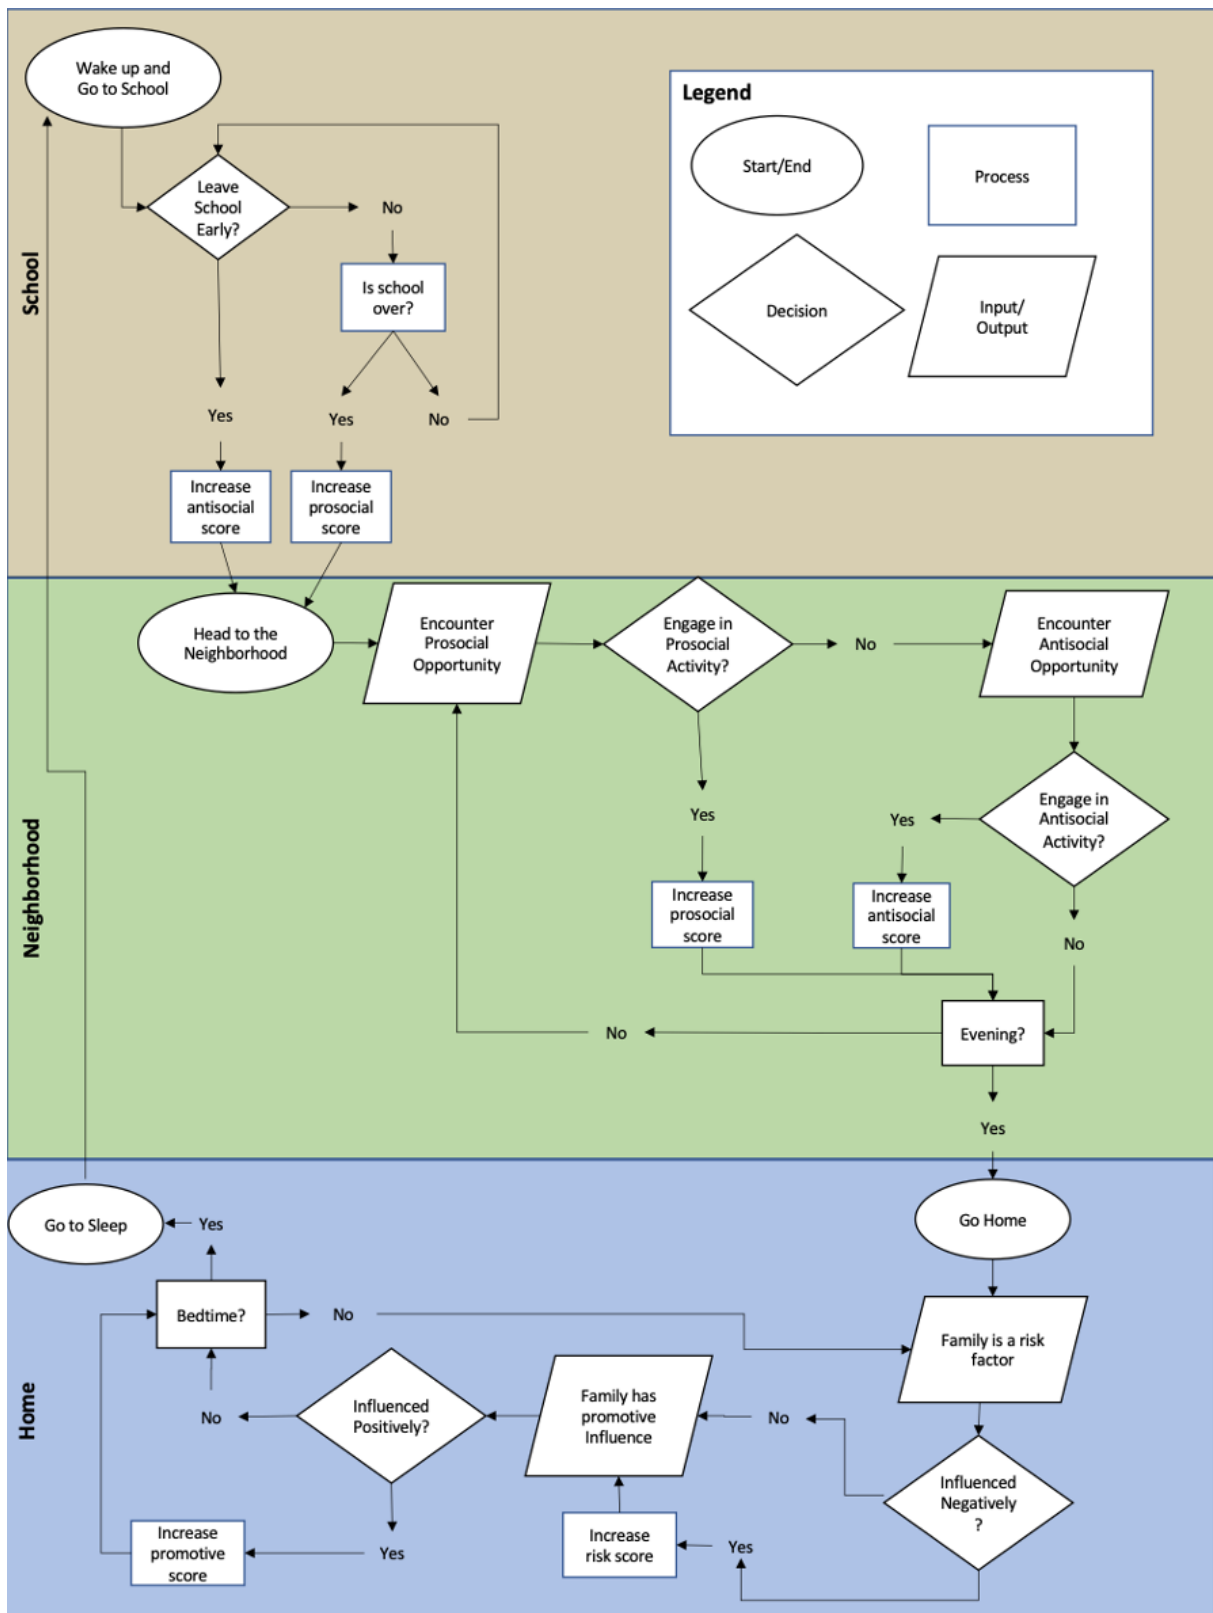 Wake up and
Go to School
Legend
Start/End
Process
Decision
Input/
Output
School
Leave
School
Early?
No
Is school
over?
Yes
Yes
No
Increase
antisocial
score
Increase
prosocial
score
Neighborhood
Head to the
Neighborhood
Encounter
Prosocial
Opportunity
Engage in
Prosocial
Activity?
No
Encounter
Antisocial
Opportunity
Yes
Yes
Engage in
Antisocial
Activity?
Increase
prosocial
score
Increase
antisocial
score
No
No
Evening?
Yes
Home
Go to Sleep
Yes
Go Home
Bedtime?
No
Family is a risk
factor
No
Influenced
Positively?
Family has
promotive
Influence
No
Influenced
Negatively
?
Increase
promotive
score
Yes
Increase
risk score
Yes